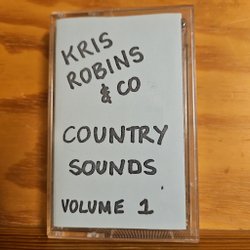 KRIS
ROBINS
& CO
COUNTRY
SOUNDS
VOLUME 1